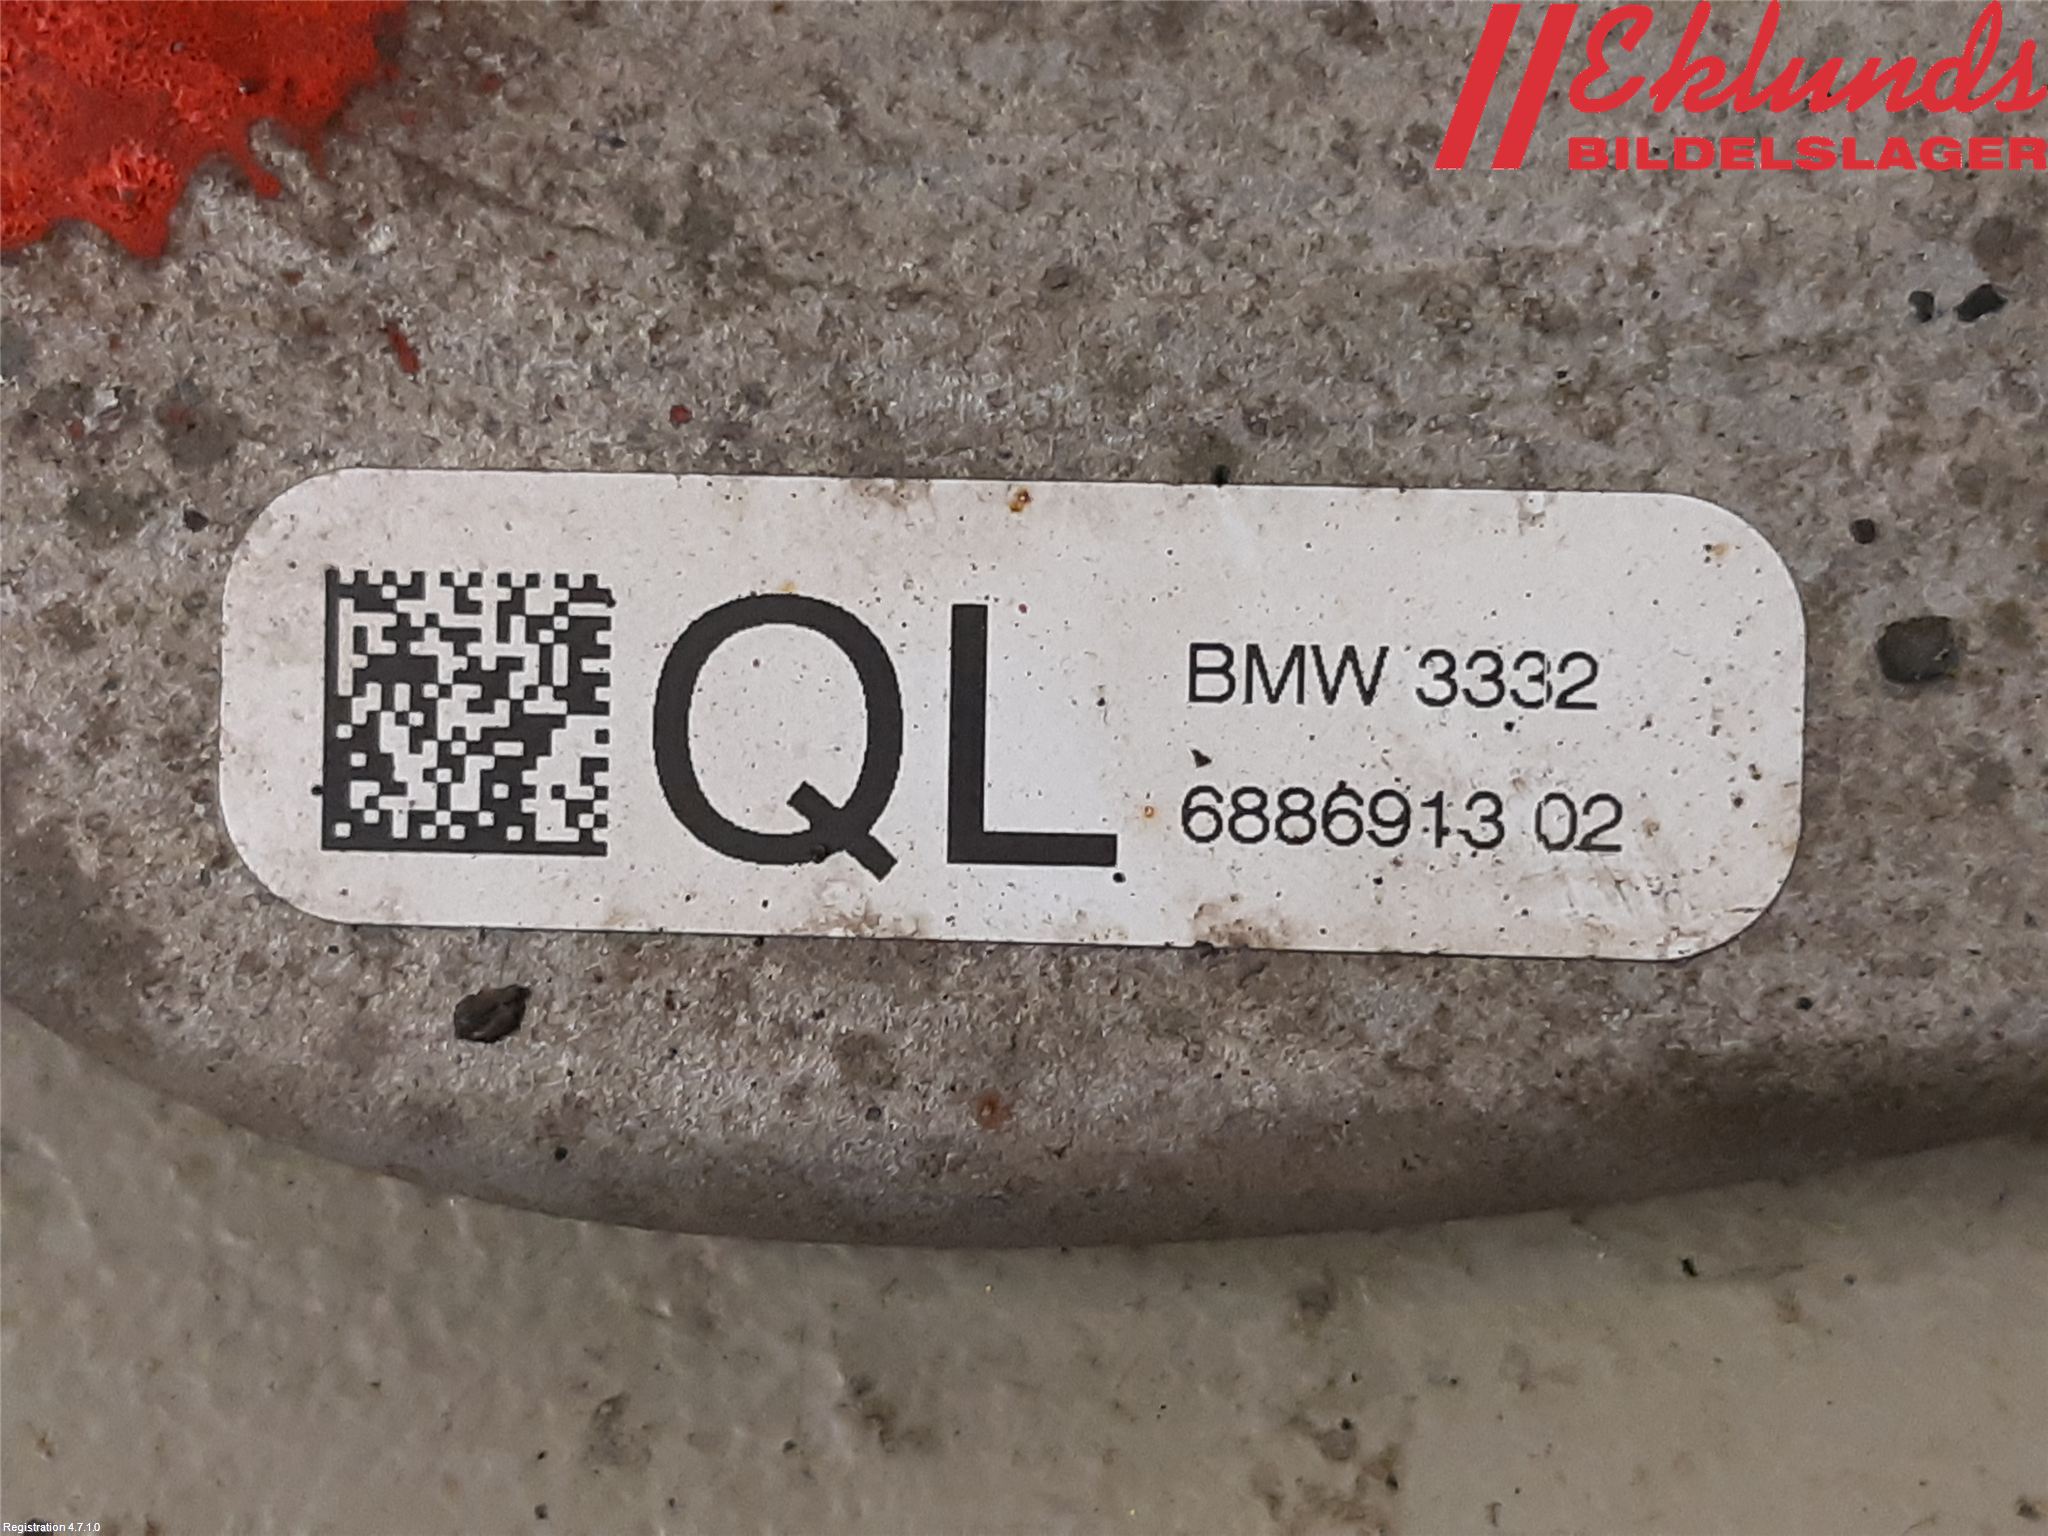 Eklunds
BILDELSLAGER
QL
BMW 3332
6886913 02
Registration 4.7.1.0